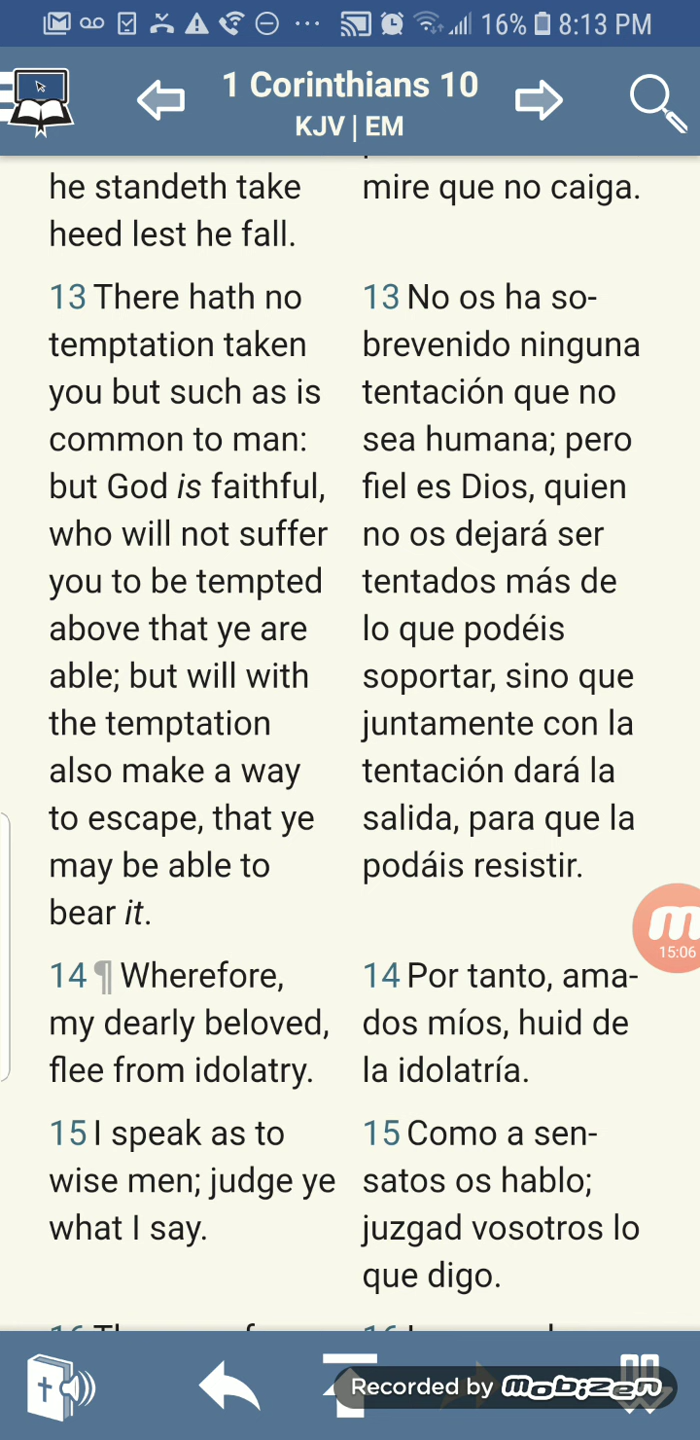 16% 8:13 PM
1 Corinthians 10
KJV | EM
he standeth take
heed lest he fall.
13 There hath no
temptation taken
you but such as is
common to man:
but God is faithful,
who will not suffer
you to be tempted
above that ye are
able; but will with
the temptation
also make a way
to escape, that ye
may be able to
bear it.
14 ¶ Wherefore,
my dearly beloved,
flee from idolatry.
15 I speak as to
wise men; judge ye
what I say.
mire que no caiga.
13 No os ha so-
brevenido ninguna
tentación que no
sea humana; pero
fiel es Dios, quien
no os dejará ser
tentados más de
lo que podéis
soportar, sino que
juntamente con la
tentación dará la
salida, para que la
podáis resistir.
14 Por tanto, ama-
dos míos, huid de
la idolatría.
15 Como a sen-
satos os hablo;
juzgad vosotros lo
que digo.
15:06
Recorded by mobizen